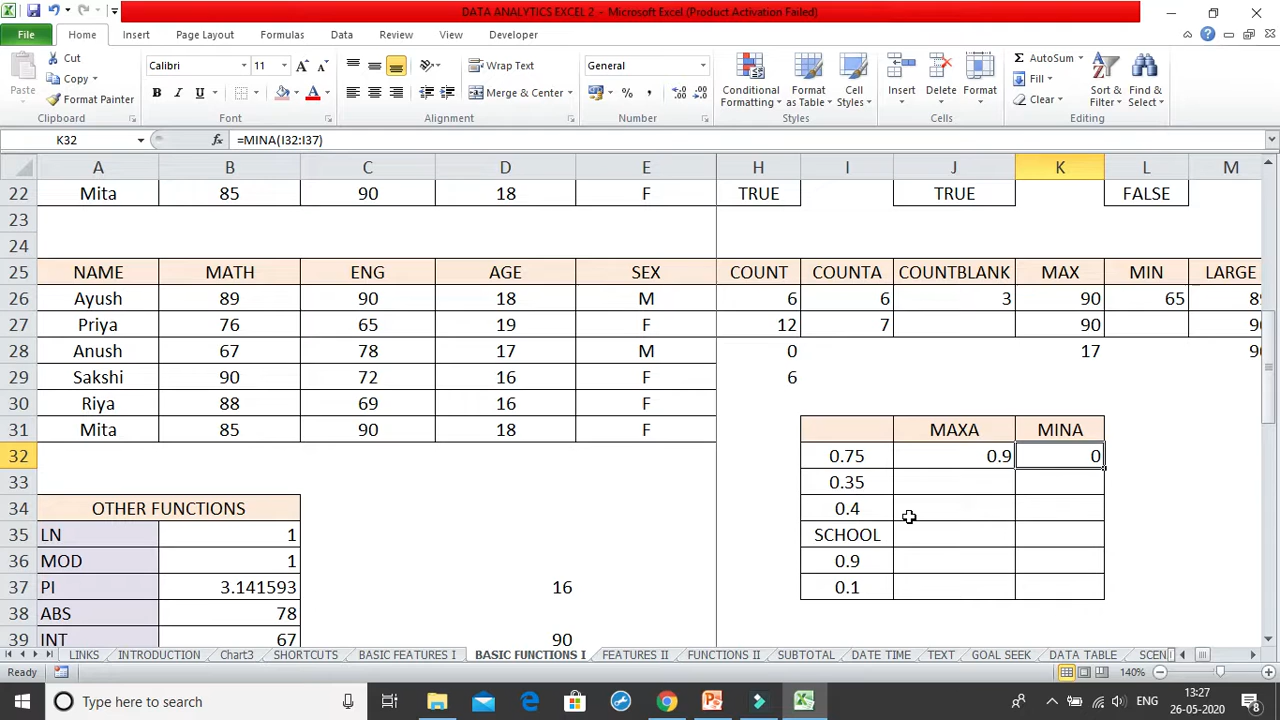 DATA ANALYTICS EXCEL 2 - Microsoft Excel (Product Activation Failed)
File Home Insert Page Layout Formulas Data Review View Developer
Paste
Cut
Copy
Format Painter
Clipboard
Calibri 11
B I U
Font
Wrap Text
Merge & Center
Alignment
General
Number
Conditional Formatting
Format as Table
Cell Styles
Styles
Insert Delete Format
Cells
AutoSum
Fill
Clear
Sort & Filter
Find & Select
Editing
K32 fx =MINA(I32:I37)
A B C D E H I J K L M
22 Mita 85 90 18 F TRUE TRUE FALSE
23
24
25 NAME MATH ENG AGE SEX COUNT COUNTA COUNTBLANK MAX MIN LARGE
26 Ayush 89 90 18 M 6 6 3 90 65
27 Priya 76 65 19 F 12 7 90
28 Anush 67 78 17 M 0 17
29 Sakshi 90 72 16 F 6
30 Riya 88 69 16 F
31 Mita 85 90 18 F MAXA MINA
32 0.75 0.9 0
33 0.35
34 OTHER FUNCTIONS 0.4
35 LN 1 SCHOOL
36 MOD 1 0.9
37 PI 3.141593 16 0.1
38 ABS 78
39 INT 67 90
LINKS INTRODUCTION Chart3 SHORTCUTS BASIC FEATURES I BASIC FUNCTIONS I FEATURES II FUNCTIONS II SUBTOTAL DATE TIME TEXT GOAL SEEK DATA TABLE SCEN
Ready 140%
Type here to search
ENG
13:27
26-05-2020
8